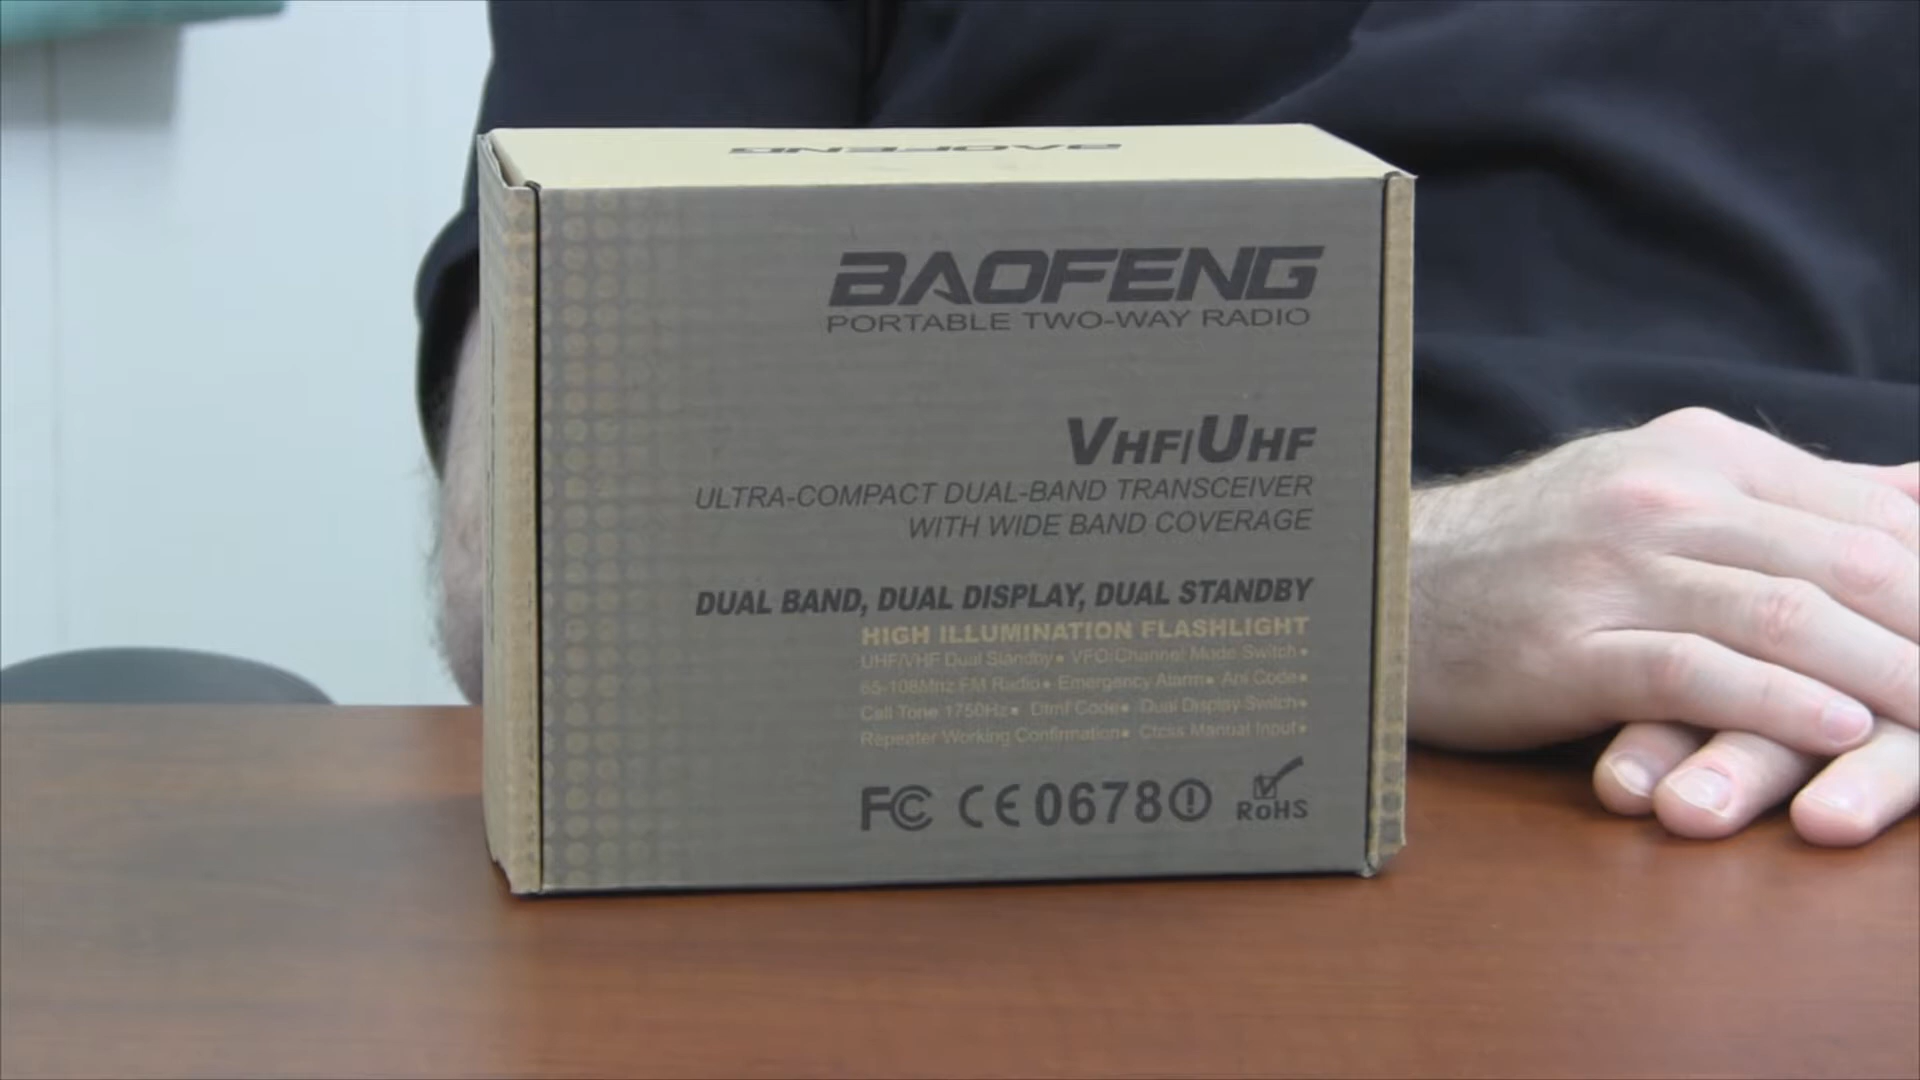 BAOFENG
BAOFENG
PORTABLE TWO-WAY RADIO
VHF/UHF
ULTRA-COMPACT DUAL-BAND TRANSCEIVER
WITH WIDE BAND COVERAGE
DUAL BAND, DUAL DISPLAY, DUAL STANDBY
HIGH ILLUMINATION FLASHLIGHT
UHF/VHF Dual Standby• VFO/Channel Mode Switch•
65-108Mhz FM Radio• Emergency Alarm• Ani Code•
Call Tone 1750Hz• Dtmf Code• Dual Display Switch•
Repeater Working Confirmation• Ctcss Manual Input•
FC CE0678 RoHS